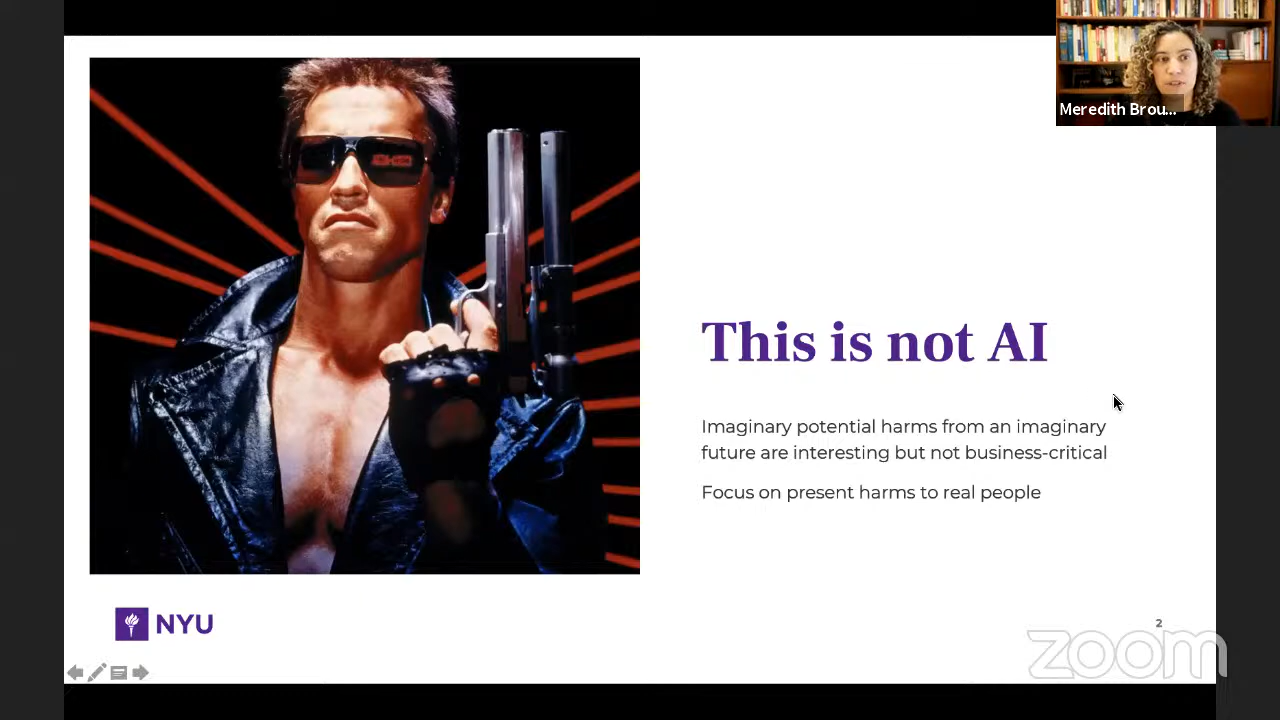 Meredith Brou...
This is not AI
Imaginary potential harms from an imaginary
future are interesting but not business-critical
Focus on present harms to real people
NYU
2
zoom